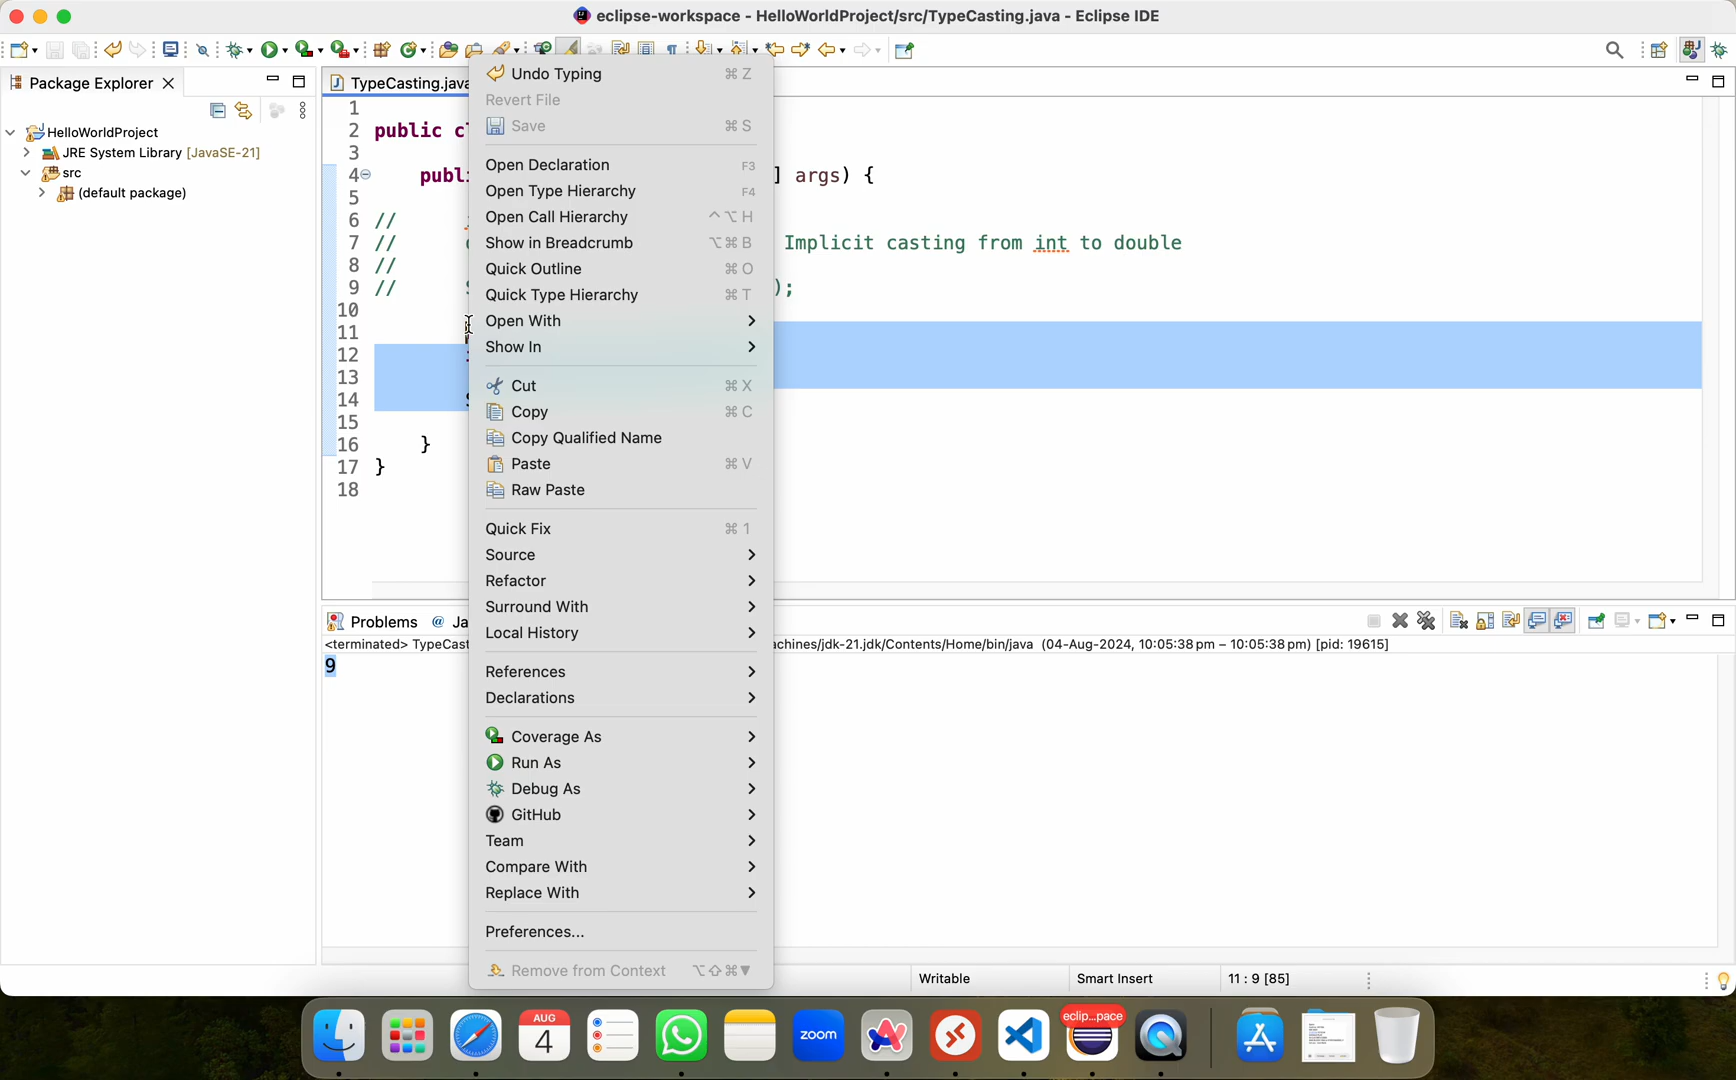 eclipse-workspace - HelloWorldProject/src/TypeCasting.java - Eclipse IDE
Package Explorer
HelloWorldProject
JRE System Library [JavaSE-21]
src
(default package)
TypeCasting.java
1
2 public cl
3
4 publi ] args) {
5
6 //
7 // Implicit casting from int to double
8 //
9 // );
10
11
12
13
14
15
16 }
17 }
18
Undo Typing ⌘ Z
Revert File
Save ⌘ S
Open Declaration F3
Open Type Hierarchy F4
Open Call Hierarchy ^⌥ H
Show in Breadcrumb ⌥⌘ B
Quick Outline ⌘ O
Quick Type Hierarchy ⌘ T
Open With
Show In
Cut ⌘ X
Copy ⌘ C
Copy Qualified Name
Paste ⌘ V
Raw Paste
Quick Fix ⌘ 1
Source
Refactor
Surround With
Local History
References
Declarations
Coverage As
Run As
Debug As
GitHub
Team
Compare With
Replace With
Preferences...
Remove from Context ⌥⇧⌘▼
Problems @ Ja
<terminated> TypeCast achines/jdk-21.jdk/Contents/Home/bin/java (04-Aug-2024, 10:05:38 pm – 10:05:38 pm) [pid: 19615]
9
Writable
Smart Insert
11 : 9 [85]
AUG
4
zoom
eclip...pace